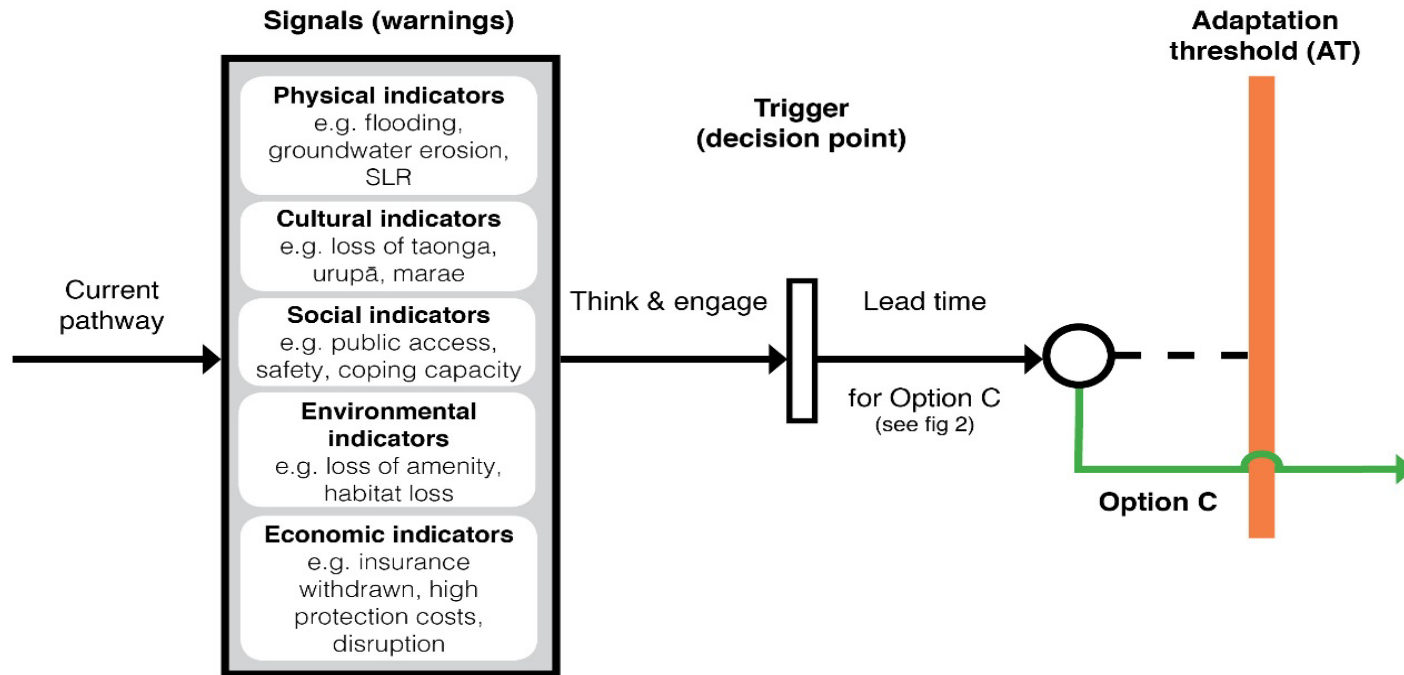 Signals (warnings)
Physical indicators
e.g. flooding,
groundwater erosion,
SLR
Cultural indicators
e.g. loss of taonga,
urupā, marae
Social indicators
e.g. public access,
safety, coping capacity
Environmental
indicators
e.g. loss of amenity,
habitat loss
Economic indicators
e.g. insurance
withdrawn, high
protection costs,
disruption
Current
pathway
Think & engage
Trigger
(decision point)
Lead time
for Option C
(see fig 2)
Adaptation
threshold (AT)
Option C